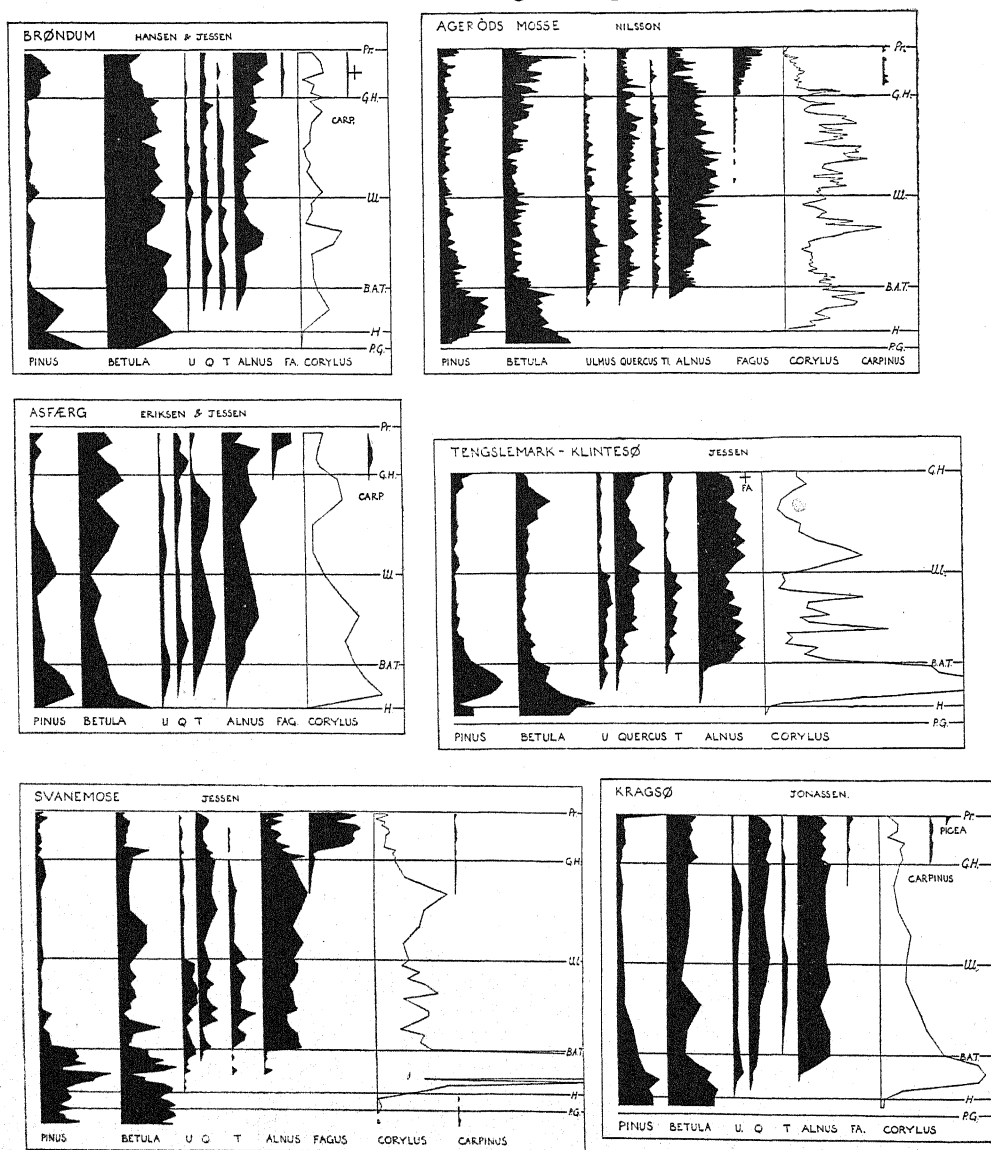 BRØNDUM HANSEN & JESSEN
Pr.
G.H.
CARP.
Ul.
B.A.T.
H
P.G.
PINUS BETULA U Q T ALNUS FA. CORYLUS
AGERÖDS MOSSE NILSSON
Pr.
G.H.
Ul.
B.A.T.
H
P.G.
PINUS BETULA ULMUS QUERCUS TI. ALNUS FAGUS CORYLUS CARPINUS
ASFÆRG ERIKSEN & JESSEN
Pr.
G.H.
CARP.
Ul.
B.A.T.
H
PINUS BETULA U Q T ALNUS FAG. CORYLUS
TENGSLEMARK - KLINTESØ JESSEN
G.H.
FA.
Ul.
B.A.T.
H
P.G.
PINUS BETULA U QUERCUS T ALNUS CORYLUS
SVANEMOSE JESSEN
Pr.
G.H.
Ul.
B.A.T.
H
P.G.
PINUS BETULA U Q T ALNUS FAGUS CORYLUS CARPINUS
KRAGSØ JONASSEN.
Pr.
PICEA
G.H.
CARPINUS
Ul.
B.A.T.
H
P.G.
PINUS BETULA U. Q T ALNUS FA. CORYLUS